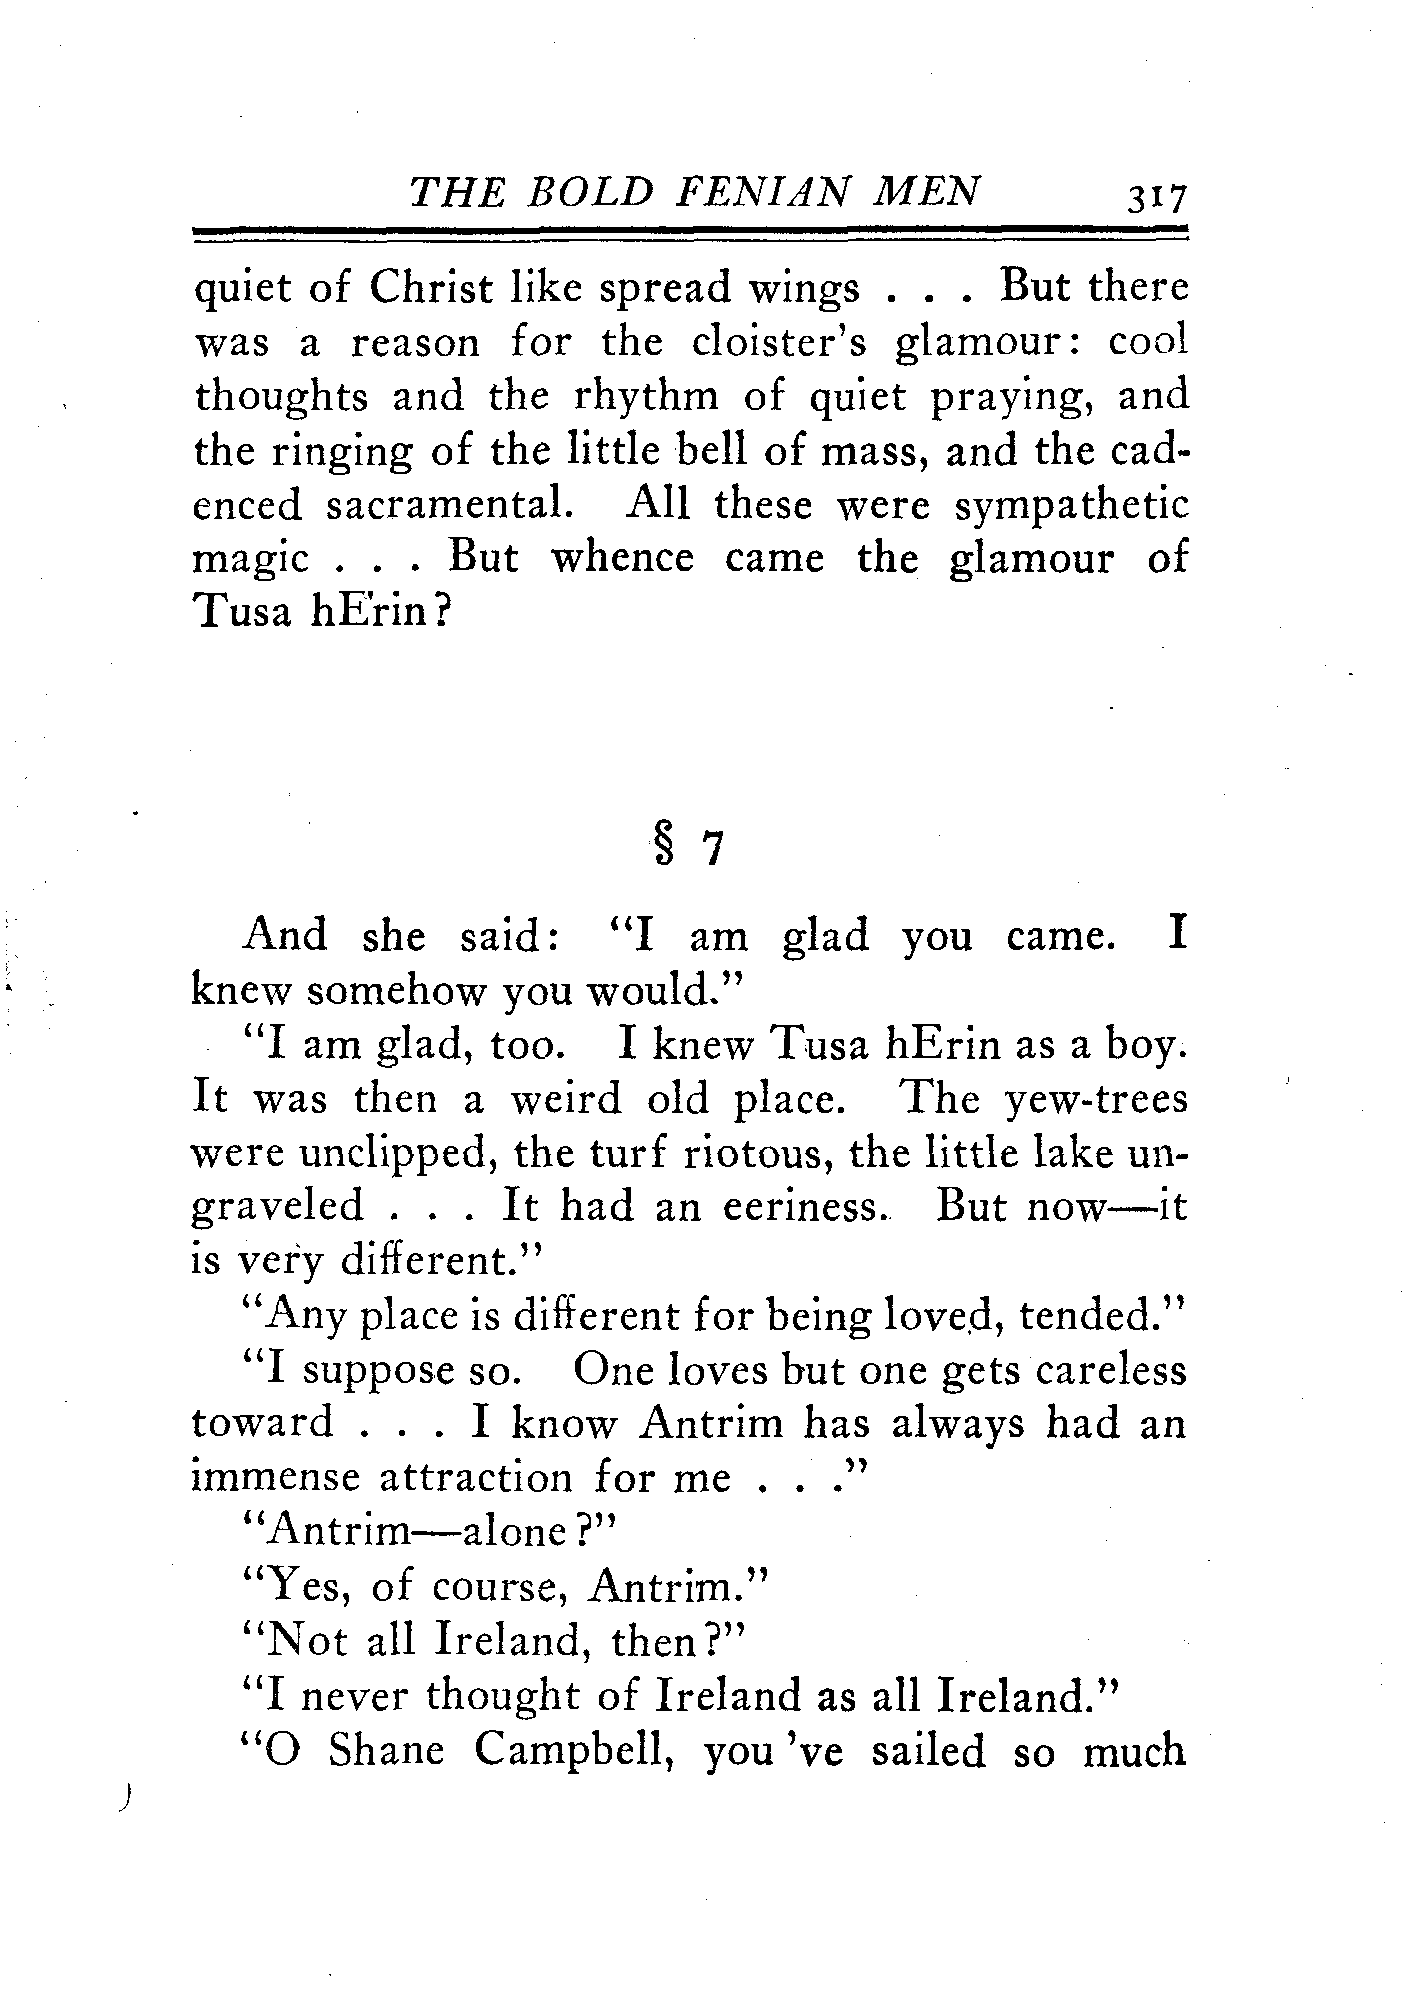 THE BOLD FENIAN MEN 317
quiet of Christ like spread wings . . . But there
was a reason for the cloister's glamour: cool
thoughts and the rhythm of quiet praying, and
the ringing of the little bell of mass, and the cad-
enced sacramental. All these were sympathetic
magic . . . But whence came the glamour of
Tusa hErin?
§ 7
And she said: "I am glad you came. I
knew somehow you would."
"I am glad, too. I knew Tusa hErin as a boy.
It was then a weird old place. The yew-trees
were unclipped, the turf riotous, the little lake un-
graveled . . . It had an eeriness. But now—it
is very different."
"Any place is different for being loved, tended."
"I suppose so. One loves but one gets careless
toward . . . I know Antrim has always had an
immense attraction for me . . ."
"Antrim—alone?"
"Yes, of course, Antrim."
"Not all Ireland, then?"
"I never thought of Ireland as all Ireland."
"O Shane Campbell, you 've sailed so much